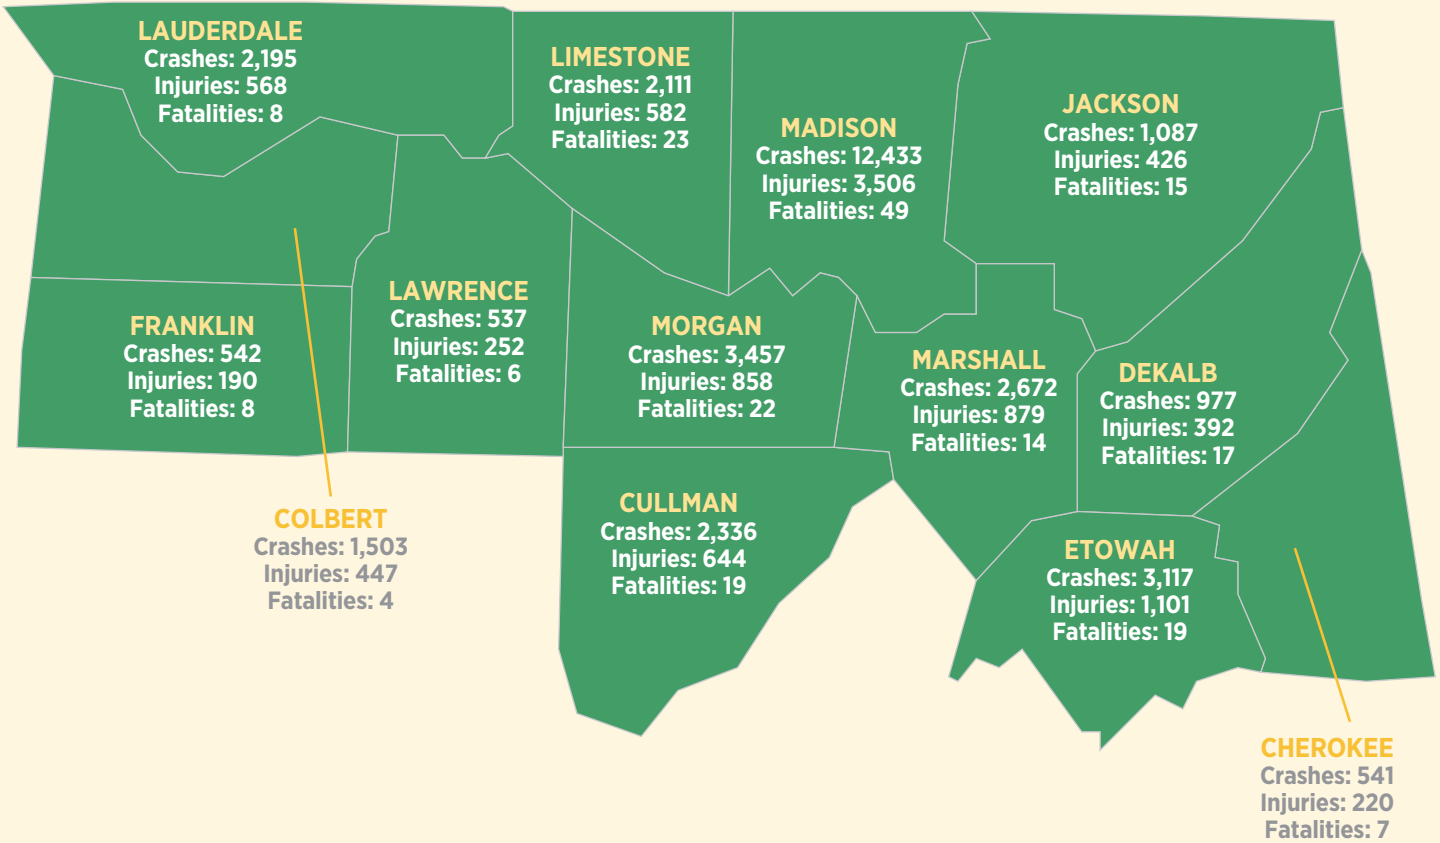 LAUDERDALE
Crashes: 2,195
Injuries: 568
Fatalities: 8
LIMESTONE
Crashes: 2,111
Injuries: 582
Fatalities: 23
MADISON
Crashes: 12,433
Injuries: 3,506
Fatalities: 49
JACKSON
Crashes: 1,087
Injuries: 426
Fatalities: 15
FRANKLIN
Crashes: 542
Injuries: 190
Fatalities: 8
LAWRENCE
Crashes: 537
Injuries: 252
Fatalities: 6
MORGAN
Crashes: 3,457
Injuries: 858
Fatalities: 22
MARSHALL
Crashes: 2,672
Injuries: 879
Fatalities: 14
DEKALB
Crashes: 977
Injuries: 392
Fatalities: 17
COLBERT
Crashes: 1,503
Injuries: 447
Fatalities: 4
CULLMAN
Crashes: 2,336
Injuries: 644
Fatalities: 19
ETOWAH
Crashes: 3,117
Injuries: 1,101
Fatalities: 19
CHEROKEE
Crashes: 541
Injuries: 220
Fatalities: 7